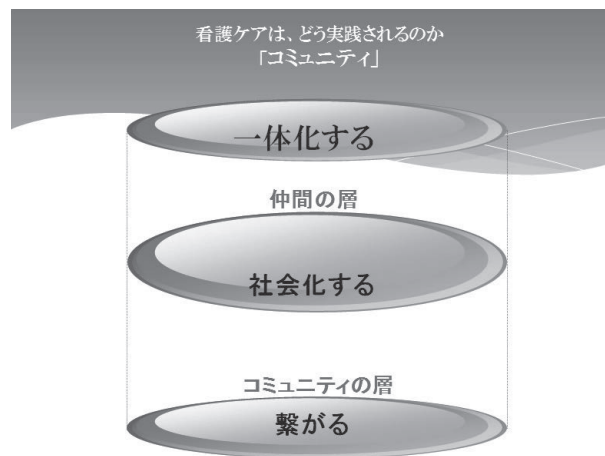 看護ケアは、どう実践されるのか
「コミュニティ」
一体化する
仲間の層
社会化する
コミュニティの層
繋がる